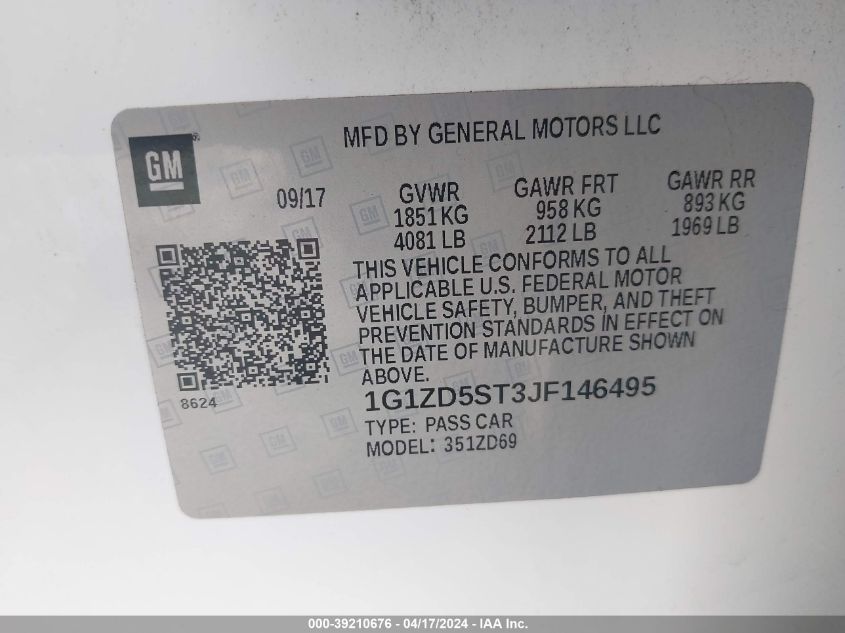 GM
MFD BY GENERAL MOTORS LLC
09/17
GVWR
1851 KG
4081 LB
GAWR FRT
958 KG
2112 LB
GAWR RR
893 KG
1969 LB
THIS VEHICLE CONFORMS TO ALL
APPLICABLE U.S. FEDERAL MOTOR
VEHICLE SAFETY, BUMPER, AND THEFT
PREVENTION STANDARDS IN EFFECT ON
THE DATE OF MANUFACTURE SHOWN
ABOVE.
8624
1G1ZD5ST3JF146495
TYPE: PASS CAR
MODEL: 351ZD69
000-39210676 - 04/17/2024 - IAA Inc.